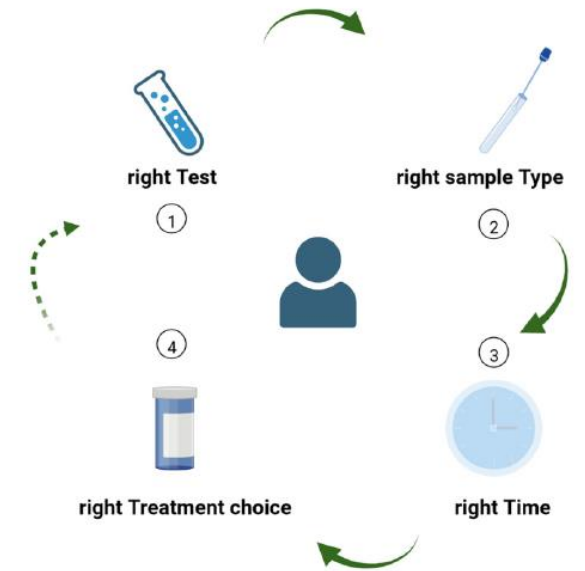 right Test
right sample Type
1
2
4
3
right Treatment choice
right Time